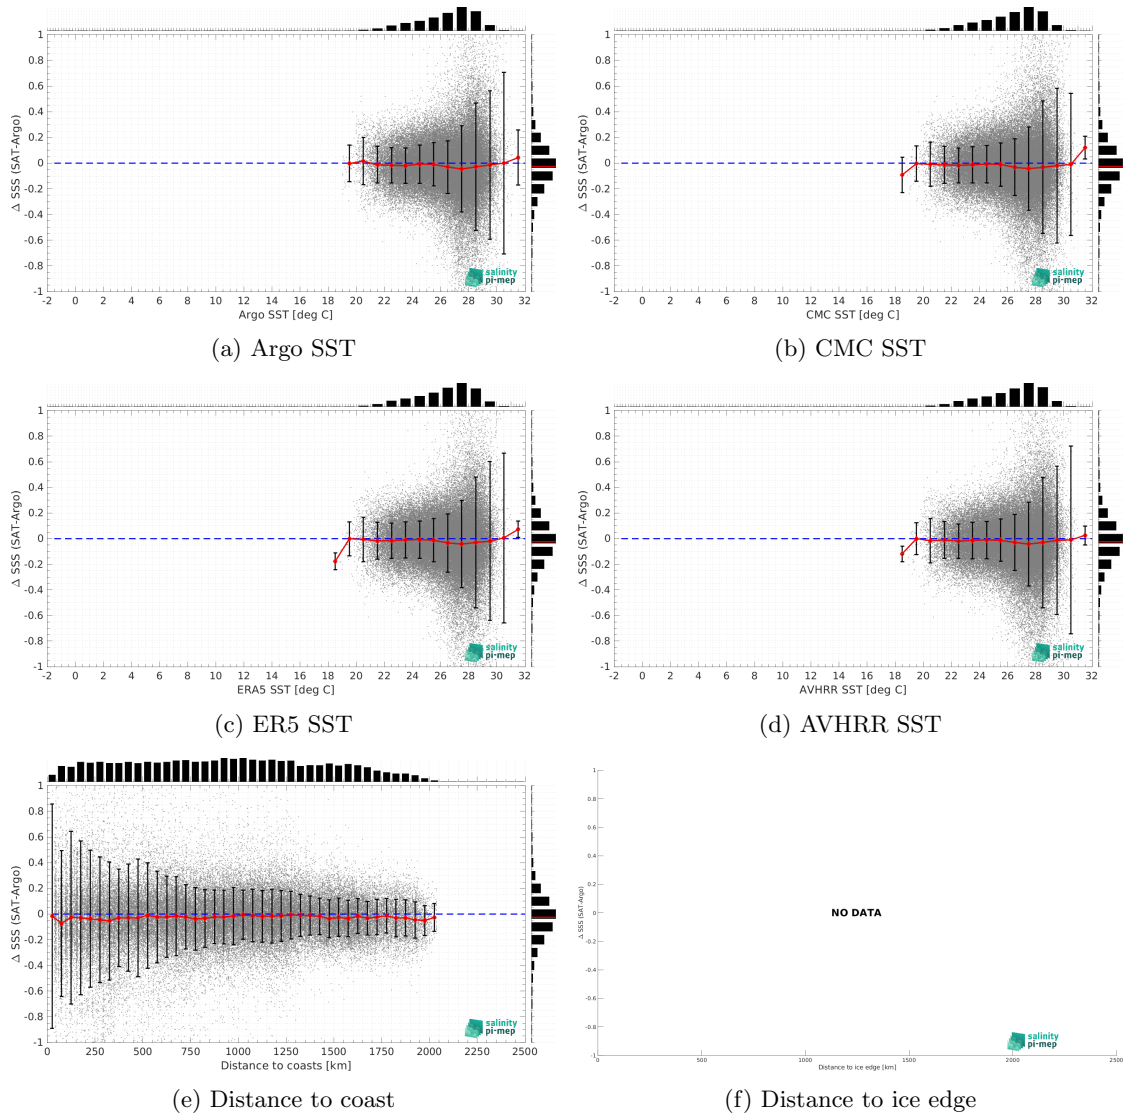 1
0.8
0.6
0.4
0.2
0
-0.2
-0.4
-0.6
-0.8
-1
Δ SSS (SAT-Argo)
salinity
pi-mep
-2 0 2 4 6 8 10 12 14 16 18 20 22 24 26 28 30 32
Argo SST [deg C]
(a) Argo SST
1
0.8
0.6
0.4
0.2
0
-0.2
-0.4
-0.6
-0.8
-1
Δ SSS (SAT-Argo)
salinity
pi-mep
-2 0 2 4 6 8 10 12 14 16 18 20 22 24 26 28 30 32
CMC SST [deg C]
(b) CMC SST
1
0.8
0.6
0.4
0.2
0
-0.2
-0.4
-0.6
-0.8
-1
Δ SSS (SAT-Argo)
salinity
pi-mep
-2 0 2 4 6 8 10 12 14 16 18 20 22 24 26 28 30 32
ERA5 SST [deg C]
(c) ER5 SST
1
0.8
0.6
0.4
0.2
0
-0.2
-0.4
-0.6
-0.8
-1
Δ SSS (SAT-Argo)
salinity
pi-mep
-2 0 2 4 6 8 10 12 14 16 18 20 22 24 26 28 30 32
AVHRR SST [deg C]
(d) AVHRR SST
1
0.8
0.6
0.4
0.2
0
-0.2
-0.4
-0.6
-0.8
-1
Δ SSS (SAT-Argo)
salinity
pi-mep
0 250 500 750 1000 1250 1500 1750 2000 2250 2500
Distance to coasts [km]
(e) Distance to coast
1
0.8
0.6
0.4
0.2
0
-0.2
-0.4
-0.6
-0.8
-1
Δ SSS (SAT-Argo)
NO DATA
salinity
pi-mep
0 500 1000 1500 2000 2500
Distance to ice edge [km]
(f) Distance to ice edge